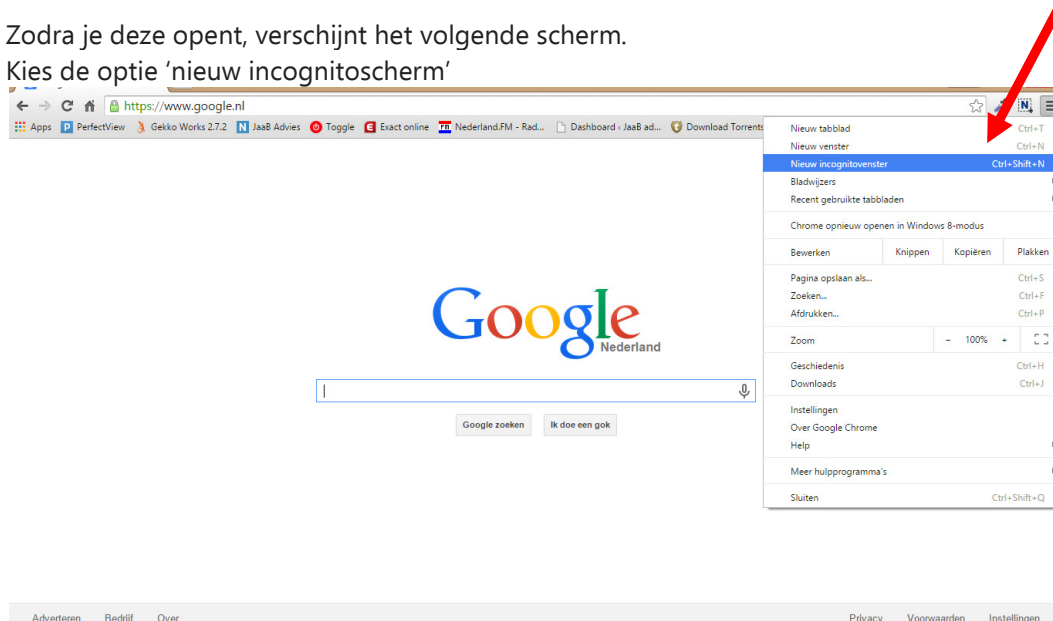 Zodra je deze opent, verschijnt het volgende scherm.
Kies de optie ‘nieuw incognitoscherm’
https://www.google.nl
N
Apps PerfectView Gekko Works 2.7.2 N JaaB Advies Toggle Exact online Nederland.FM - Rad... Dashboard ‹ JaaB ad... Download Torrents
Nieuw tabblad Ctrl+T
Nieuw venster Ctrl+N
Nieuw incognitovenster Ctrl+Shift+N
Bladwijzers
Recent gebruikte tabbladen
Chrome opnieuw openen in Windows 8-modus
Bewerken Knippen Kopiëren Plakken
Pagina opslaan als... Ctrl+S
Zoeken... Ctrl+F
Afdrukken... Ctrl+P
Zoom - 100% +
Geschiedenis Ctrl+H
Downloads Ctrl+J
Instellingen
Over Google Chrome
Help
Meer hulpprogramma's
Sluiten Ctrl+Shift+Q
Google
Nederland
Google zoeken Ik doe een gok
Adverteren Bedrijf Over Privacy Voorwaarden Instellingen